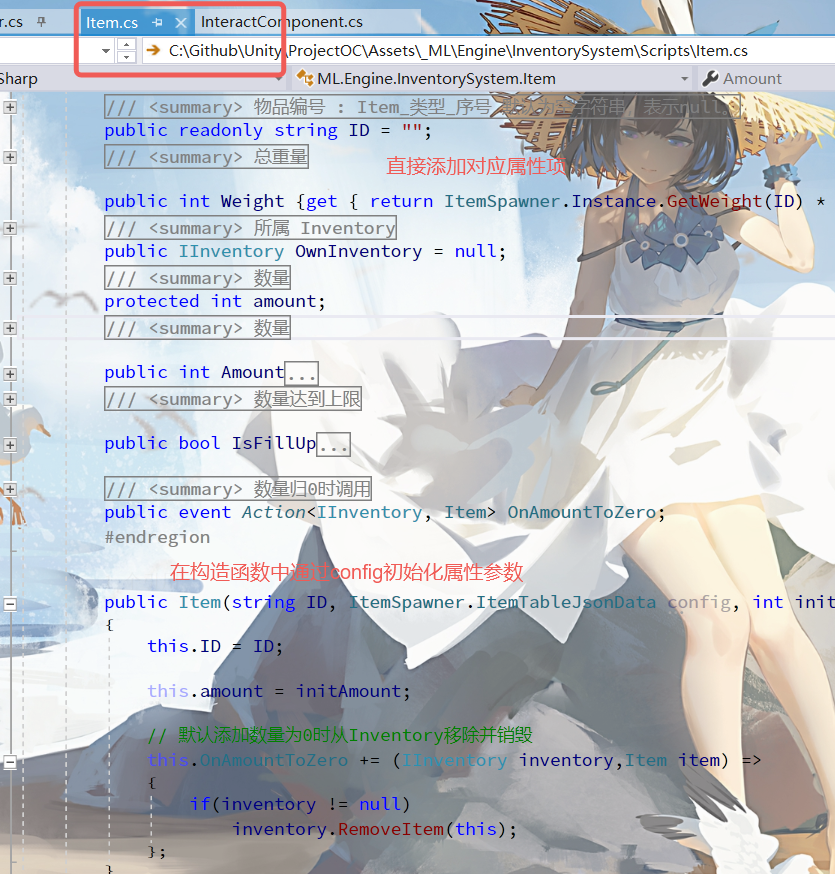 r.cs
Item.cs
InteractComponent.cs
C:\Github\Unity\ProjectOC\Assets\_ML\Engine\InventorySystem\Scripts\Item.cs
Sharp
ML.Engine.InventorySystem.Item
Amount
/// <summary> 物品编号 : Item_类型_序号 字符串 表示null。
public readonly string ID = "";
/// <summary> 总重量
直接添加对应属性项
public int Weight {get { return ItemSpawner.Instance.GetWeight(ID) *
/// <summary> 所属 Inventory
public IInventory OwnInventory = null;
/// <summary> 数量
protected int amount;
/// <summary> 数量
public int Amount...
/// <summary> 数量达到上限
public bool IsFillUp...
/// <summary> 数量归0时调用
public event Action<IInventory, Item> OnAmountToZero;
#endregion
在构造函数中通过config初始化属性参数
public Item(string ID, ItemSpawner.ItemTableJsonData config, int init
{
this.ID = ID;
this.amount = initAmount;
// 默认添加数量为0时从Inventory移除并销毁
this.OnAmountToZero += (IInventory inventory,Item item) =>
{
if(inventory != null)
inventory.RemoveItem(this);
};
}